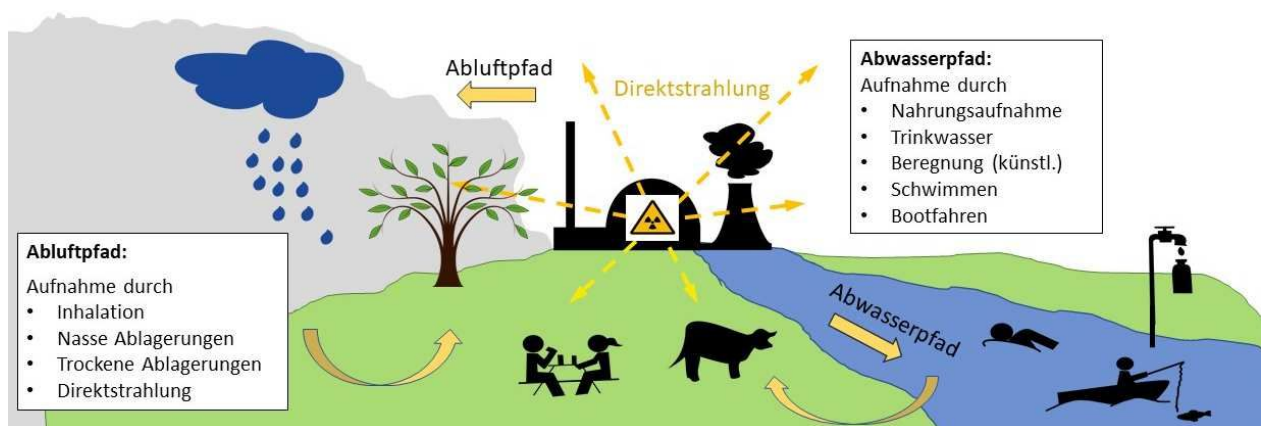 Abluftpfad
Direktstrahlung
Abwasserpfad:
Aufnahme durch
• Nahrungsaufnahme
• Trinkwasser
• Beregnung (künstl.)
• Schwimmen
• Bootfahren
Abluftpfad:
Aufnahme durch
• Inhalation
• Nasse Ablagerungen
• Trockene Ablagerungen
• Direktstrahlung
Abwasserpfad